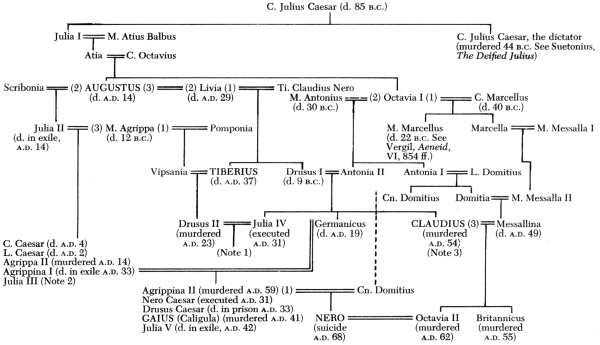 C. Julius Caesar (d. 85 B.C.)
Julia I M. Atius Balbus
C. Julius Caesar, the dictator
(murdered 44 B.C. See Suetonius,
The Deified Julius)
Atia C. Octavius
Scribonia (2) AUGUSTUS (3) (2) Livia (1) Ti. Claudius Nero
(d. A.D. 14) (d. A.D. 29)
M. Antonius (2) Octavia I (1) C. Marcellus
(d. 30 B.C.) (d. 40 B.C.)
Julia II (3) M. Agrippa (1) Pomponia
(d. in exile, (d. 12 B.C.)
A.D. 14)
M. Marcellus Marcella M. Messalla I
(d. 22 B.C. See
Vergil, Aeneid,
VI, 854 ff.)
Vipsania TIBERIUS Drusus I Antonia II Antonia I L. Domitius
(d. A.D. 37) (d. 9 B.C.)
Cn. Domitius Domitia M. Messalla II
Drusus II Julia IV Germanicus CLAUDIUS (3) Messallina
(murdered (executed (d. A.D. 19) (murdered (d. A.D. 49)
A.D. 23) A.D. 31) A.D. 54)
(Note 1) (Note 3)
C. Caesar (d. A.D. 4)
L. Caesar (d. A.D. 2)
Agrippa II (murdered A.D. 14)
Agrippina I (d. in exile A.D. 33)
Julia III (Note 2)
Agrippina II (murdered A.D. 59) (1) Cn. Domitius
Nero Caesar (executed A.D. 31)
Drusus Caesar (d. in prison A.D. 33)
GAIUS (Caligula) (murdered A.D. 41)
Julia V (d. in exile, A.D. 42)
NERO Octavia II Britannicus
(suicide (murdered (murdered
A.D. 68) A.D. 62) A.D. 55)